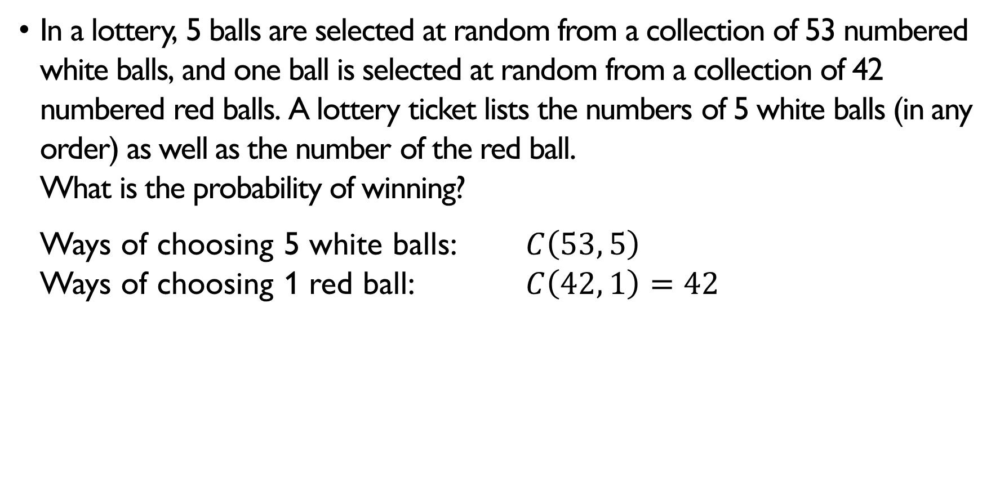 • In a lottery, 5 balls are selected at random from a collection of 53 numbered
white balls, and one ball is selected at random from a collection of 42
numbered red balls. A lottery ticket lists the numbers of 5 white balls (in any
order) as well as the number of the red ball.
What is the probability of winning?
Ways of choosing 5 white balls: C(53, 5)
Ways of choosing 1 red ball: C(42, 1) = 42